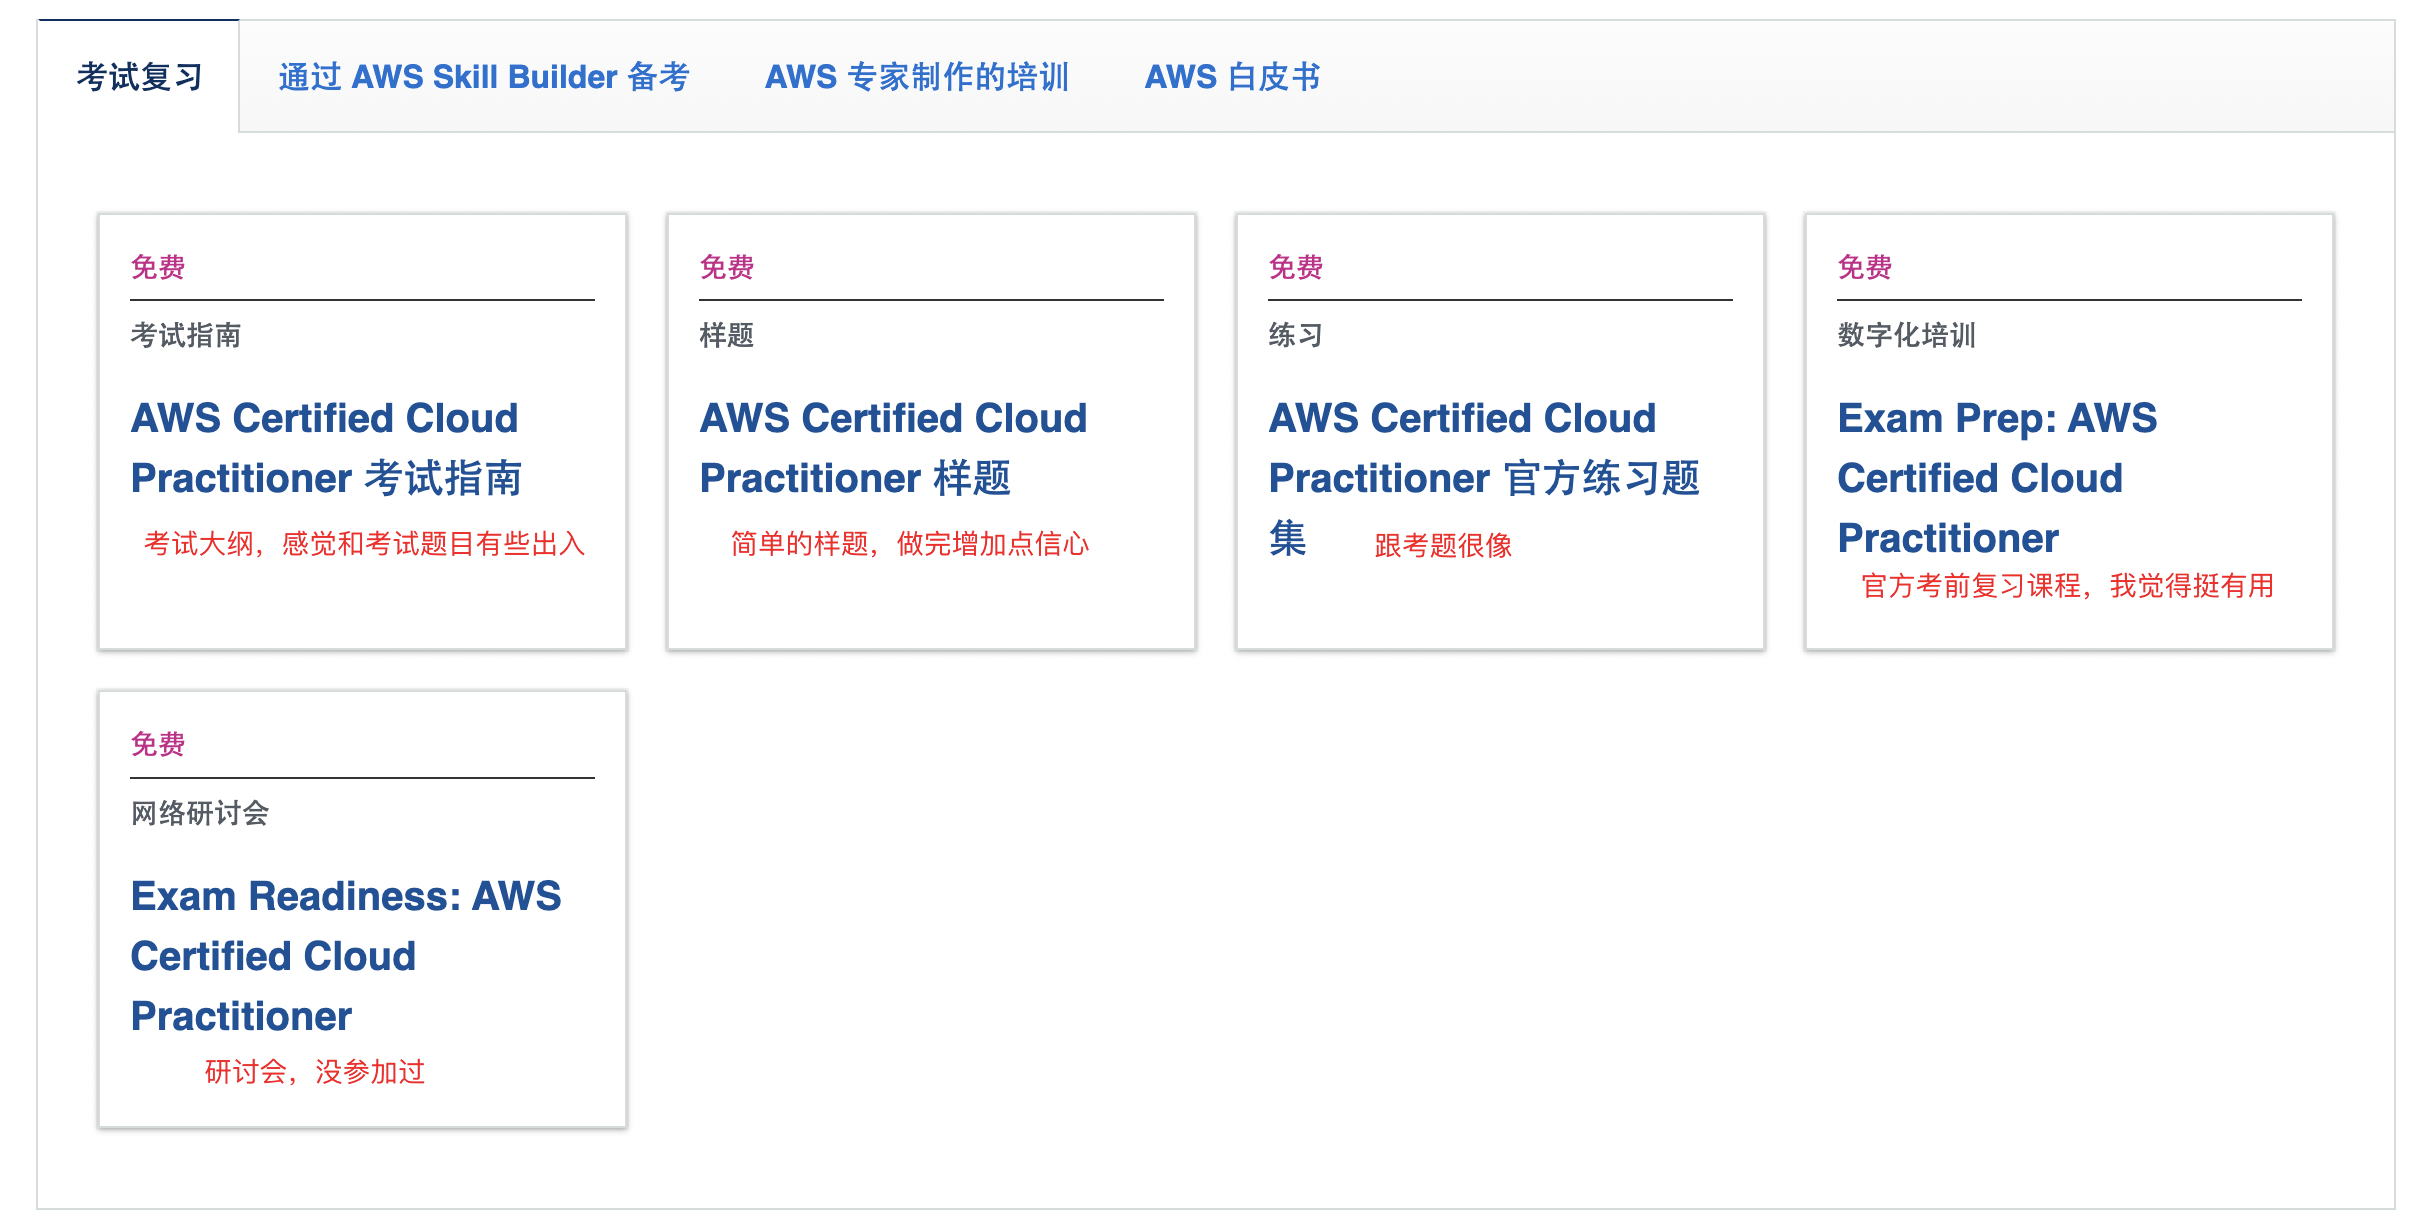 考试复习
通过 AWS Skill Builder 备考
AWS 专家制作的培训
AWS 白皮书
免费
考试指南
AWS Certified Cloud
Practitioner 考试指南
考试大纲，感觉和考试题目有些出入
免费
样题
AWS Certified Cloud
Practitioner 样题
简单的样题，做完增加点信心
免费
练习
AWS Certified Cloud
Practitioner 官方练习题
集
跟考题很像
免费
数字化培训
Exam Prep: AWS
Certified Cloud
Practitioner
官方考前复习课程，我觉得挺有用
免费
网络研讨会
Exam Readiness: AWS
Certified Cloud
Practitioner
研讨会，没参加过